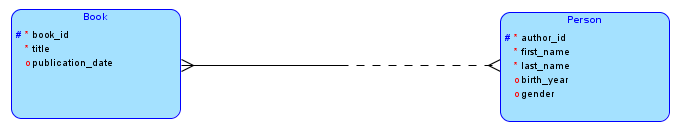 Book
# * book_id
* title
o publication_date
Person
# * author_id
* first_name
* last_name
o birth_year
o gender